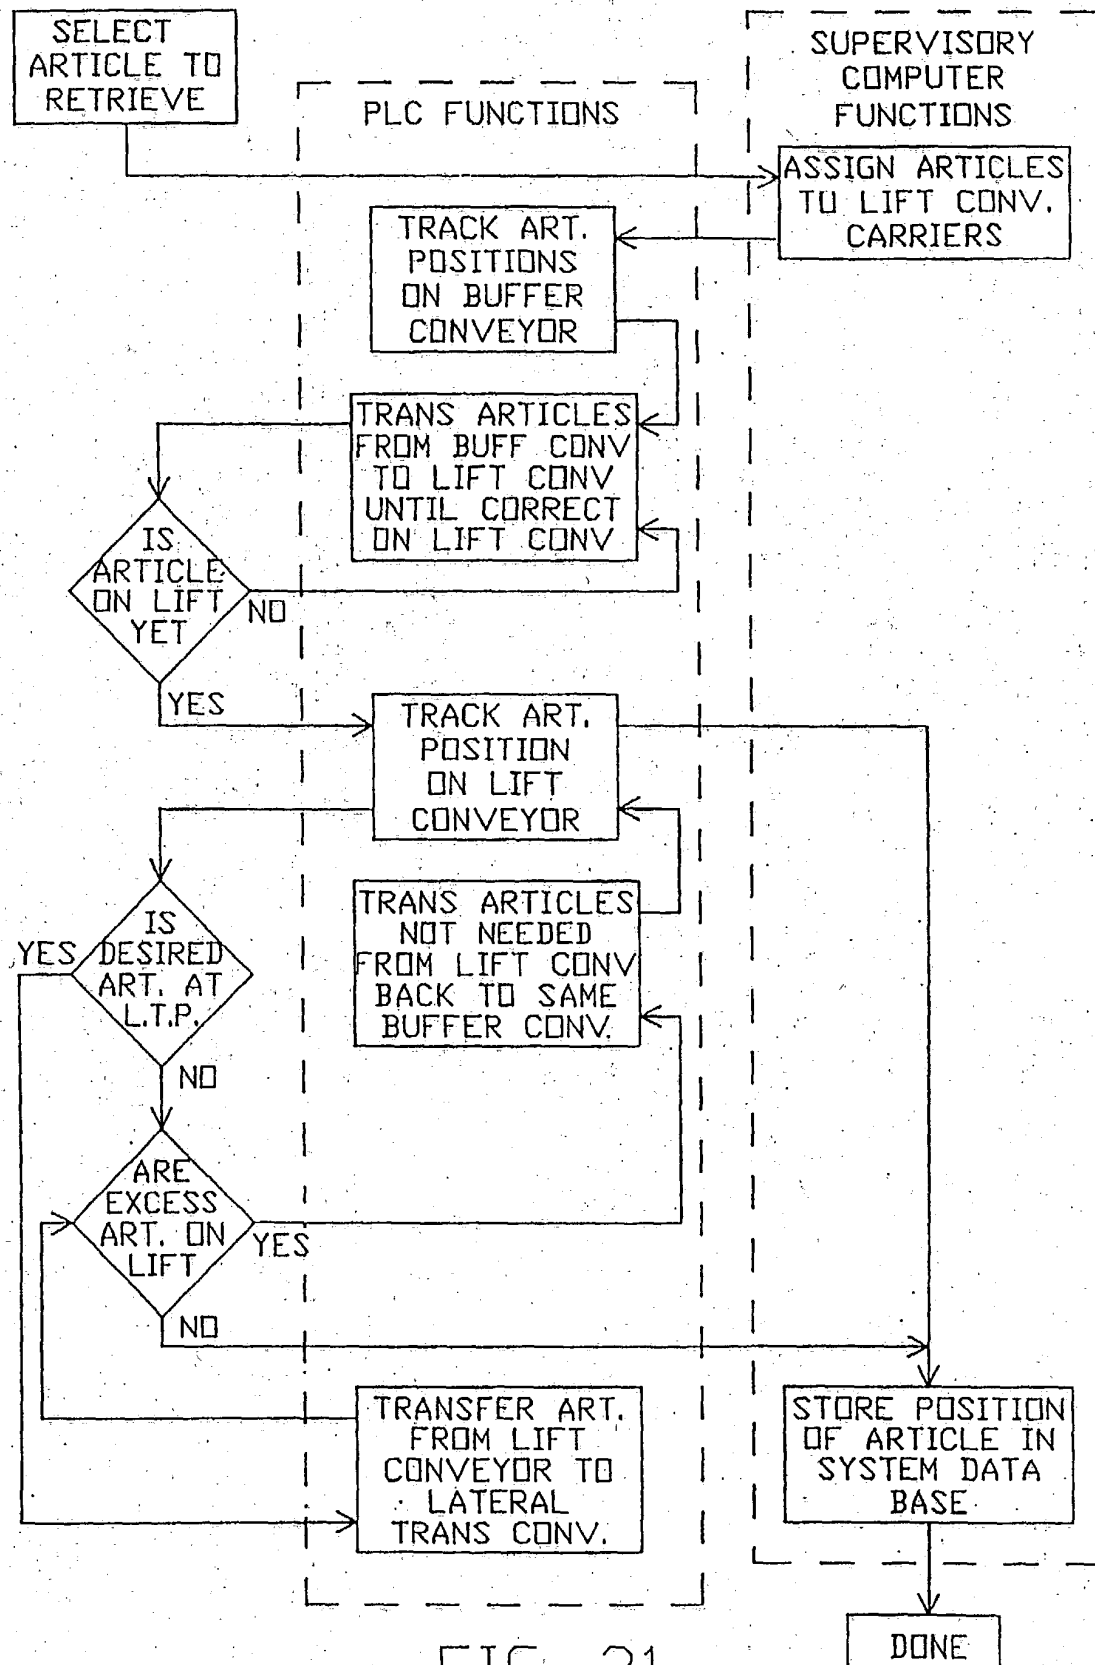 SELECT
ARTICLE TO
RETRIEVE
PLC FUNCTIONS
SUPERVISORY
COMPUTER
FUNCTIONS
ASSIGN ARTICLES
TO LIFT CONV.
CARRIERS
TRACK ART.
POSITIONS
ON BUFFER
CONVEYOR
TRANS ARTICLES
FROM BUFF CONV
TO LIFT CONV
UNTIL CORRECT
ON LIFT CONV
IS
ARTICLE
ON LIFT
YET
NO
YES
TRACK ART.
POSITION
ON LIFT
CONVEYOR
TRANS ARTICLES
NOT NEEDED
FROM LIFT CONV
BACK TO SAME
BUFFER CONV.
YES
IS
DESIRED
ART. AT
L.T.P.
NO
ARE
EXCESS
ART. ON
LIFT
YES
NO
TRANSFER ART.
FROM LIFT
CONVEYOR TO
LATERAL
TRANS CONV.
STORE POSITION
OF ARTICLE IN
SYSTEM DATA
BASE
DONE
FIG. 21